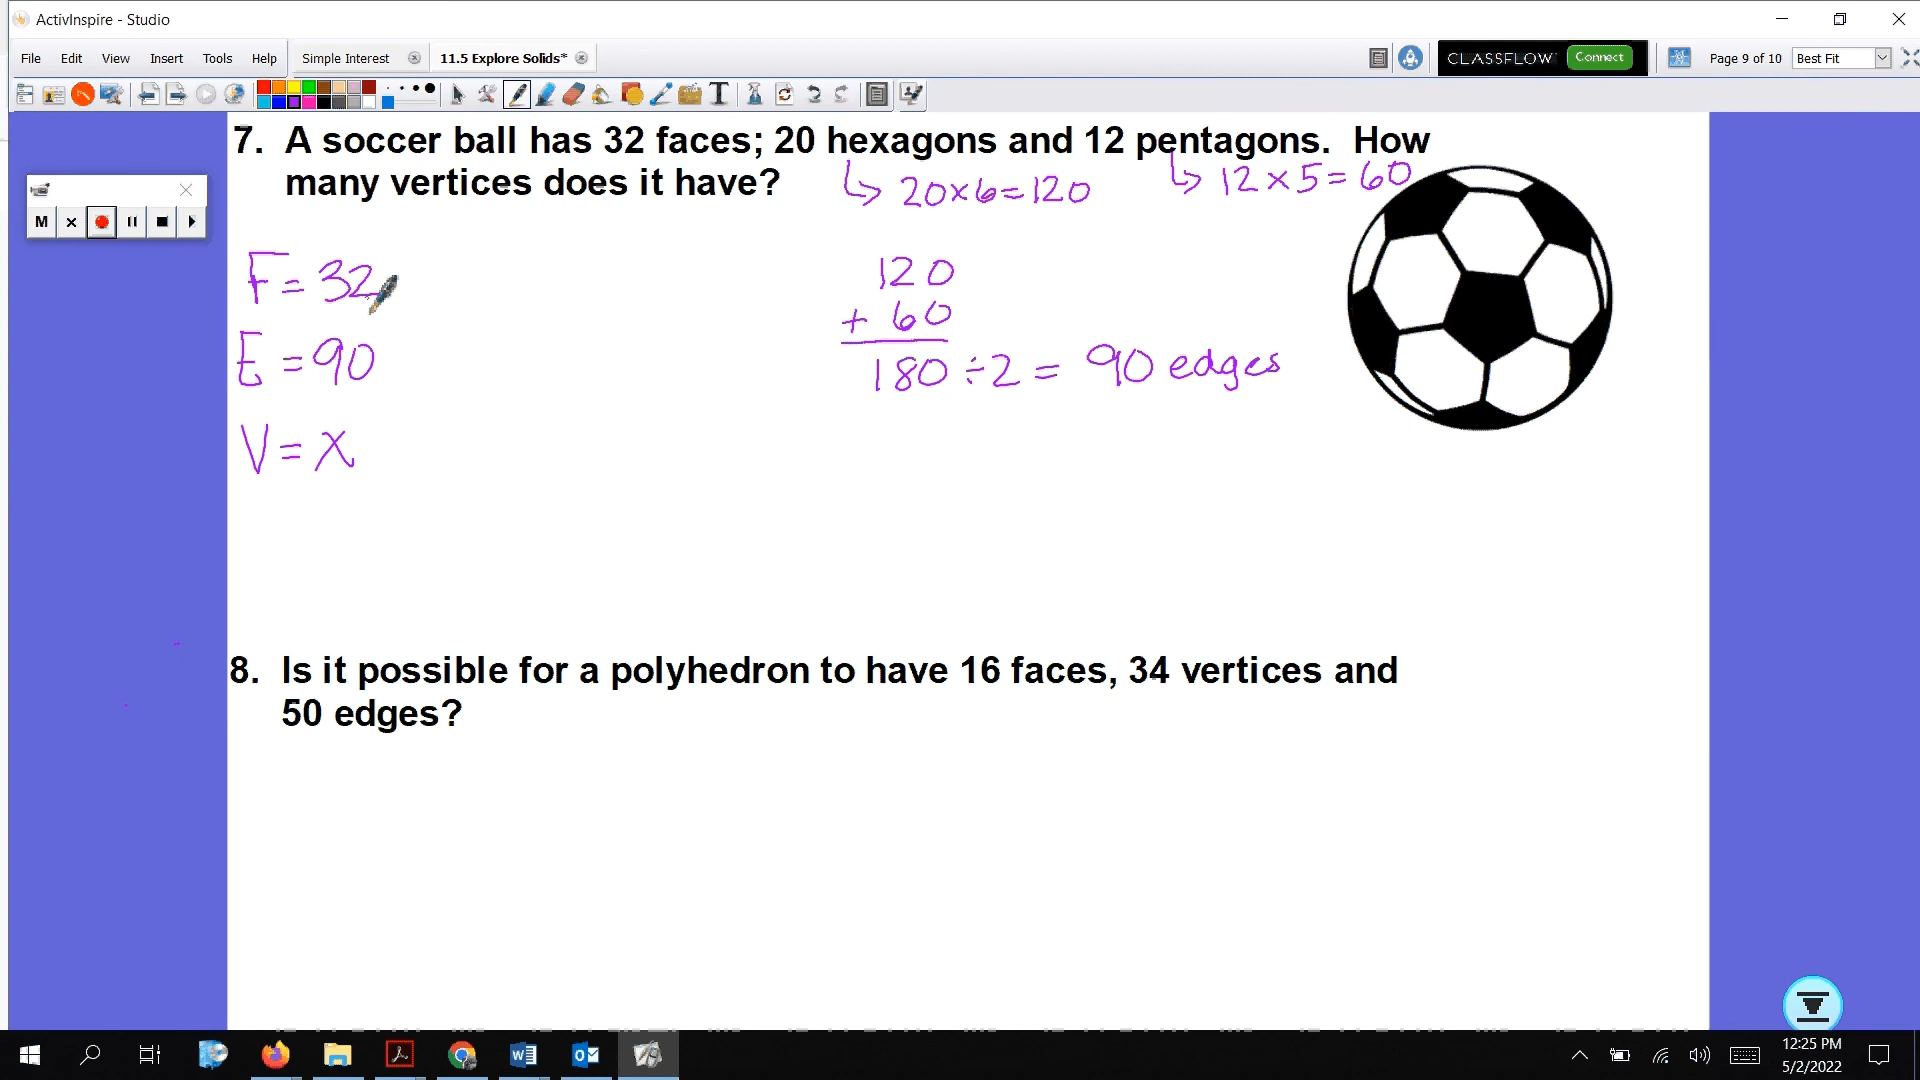 ActivInspire - Studio
File Edit View Insert Tools Help Simple Interest 11.5 Explore Solids* CLASSFLOW Connect Page 9 of 10 Best Fit
7. A soccer ball has 32 faces; 20 hexagons and 12 pentagons. How
many vertices does it have?
20×6=120
12×5=60
M
F = 32
E = 90
V = X
120
+ 60
180 ÷ 2 = 90 edges
8. Is it possible for a polyhedron to have 16 faces, 34 vertices and
50 edges?
12:25 PM
5/2/2022